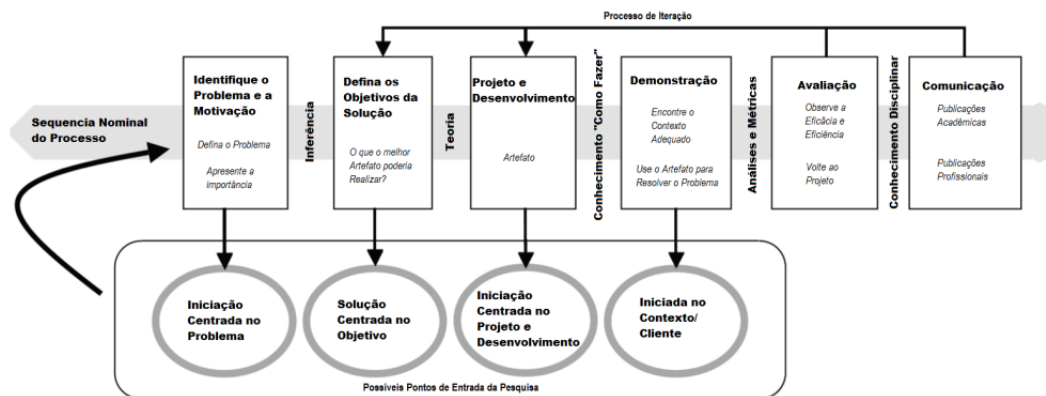 Processo de Iteração
Sequencia Nominal
do Processo
Identifique o
Problema e a
Motivação
Defina o Problema
Apresente a
importância
Inferência
Defina os
Objetivos da
Solução
O que o melhor
Artefato poderia
Realizar?
Teoria
Projeto e
Desenvolvimento
Artefato
Conhecimento "Como Fazer"
Demonstração
Encontre o
Contexto
Adequado
Use o Artefato para
Resolver o Problema
Análises e Métricas
Avaliação
Observe a
Eficâcia e
Eficiência
Volte ao
Projeto
Conhecimento Disciplinar
Comunicação
Publicações
Acadêmicas
Publicações
Profissionais
Iniciação
Centrada no
Problema
Solução
Centrada no
Objetivo
Iniciação
Centrada no
Projeto e
Desenvolvimento
Iniciada no
Contexto/
Cliente
Possíveis Pontos de Entrada da Pesquisa